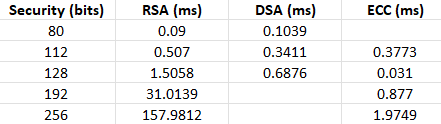 Security (bits) RSA (ms) DSA (ms) ECC (ms)
80 0.09 0.1039
112 0.507 0.3411 0.3773
128 1.5058 0.6876 0.031
192 31.0139 0.877
256 157.9812 1.9749